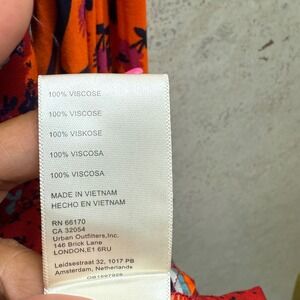 100% VISCOSE
100% VISCOSE
100% VISKOSE
100% VISCOSA
100% VISCOSA
MADE IN VIETNAM
HECHO EN VIETNAM
RN 66170
CA 32054
Urban Outfitters,Inc.
146 Brick Lane
LONDON,E1 6RU
Leidsestraat 32, 1017 PB
Amsterdam, Netherlands